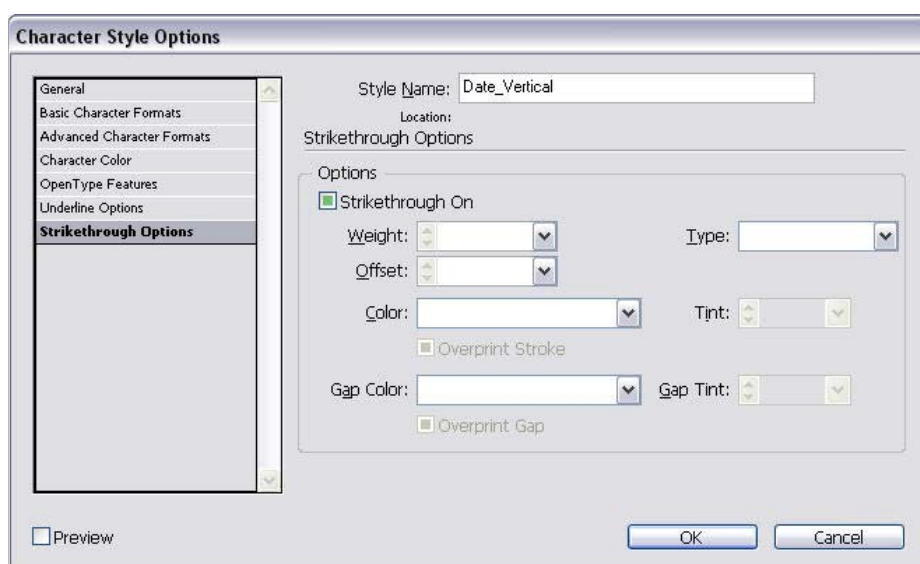 Character Style Options
General
Basic Character Formats
Advanced Character Formats
Character Color
OpenType Features
Underline Options
Strikethrough Options
Style Name: Date_Vertical
Location:
Strikethrough Options
Options
Strikethrough On
Weight:
Type:
Offset:
Color:
Tint:
Overprint Stroke
Gap Color:
Gap Tint:
Overprint Gap
Preview
OK
Cancel